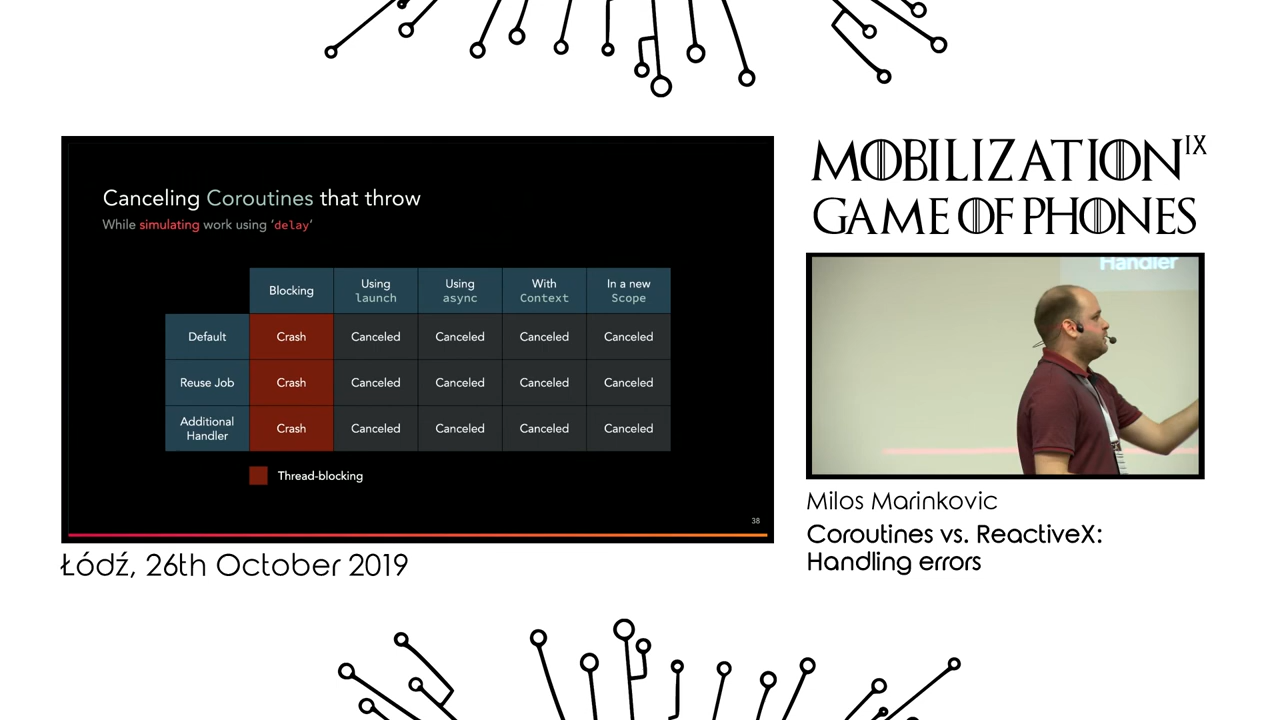 Canceling Coroutines that throw
While simulating work using ‘delay’
Blocking
Using launch
Using async
With Context
In a new Scope
Default
Crash
Canceled
Canceled
Canceled
Canceled
Reuse Job
Crash
Canceled
Canceled
Canceled
Canceled
Additional Handler
Crash
Canceled
Canceled
Canceled
Canceled
Thread-blocking
38
Łódź, 26th October 2019
MOBILIZATION IX
GAME OF PHONES
Handler
Milos Marinkovic
Coroutines vs. ReactiveX:
Handling errors